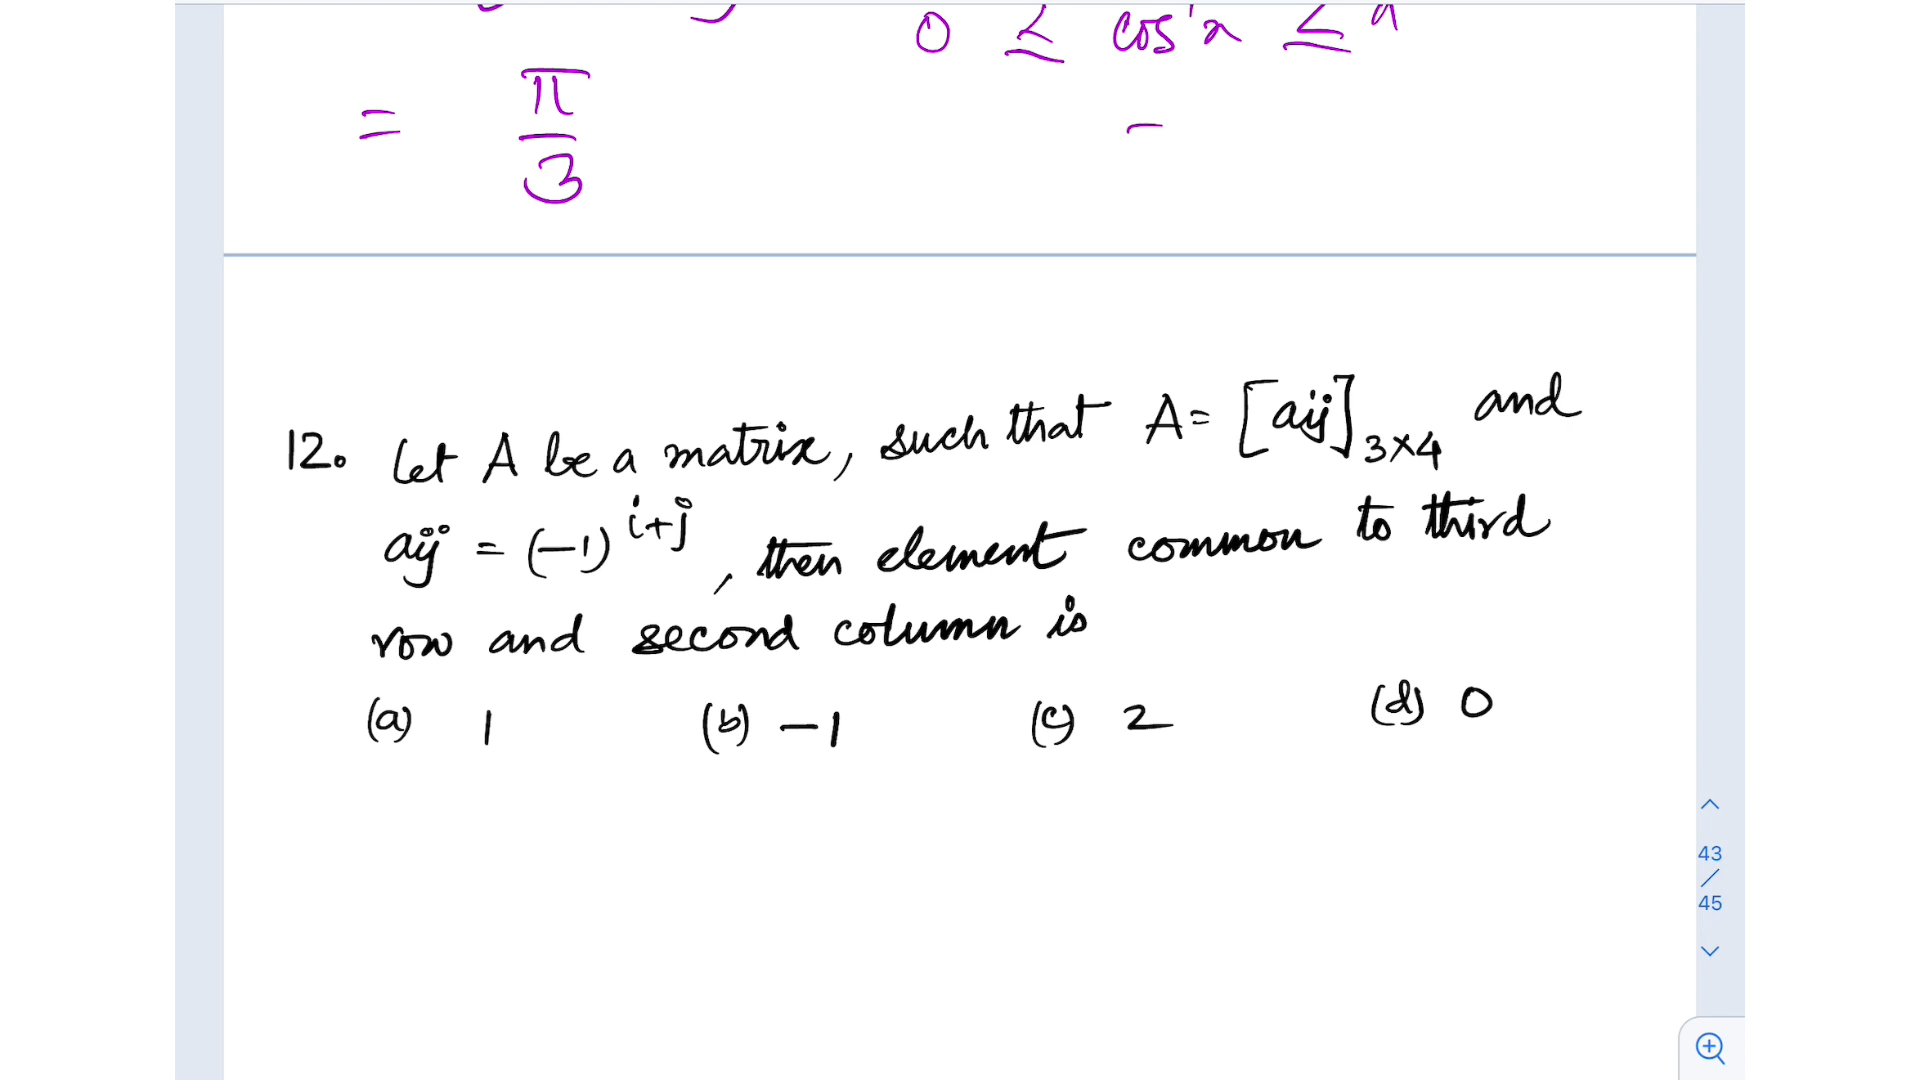 0 ≤ cos⁻¹x ≤ π
= π/3
12. Let A be a matrix, such that A = [aij]3×4 and
aij = (-1)^i+j, then element common to third
row and second column is
(a) 1 (b) -1 (c) 2 (d) 0
43
/
45